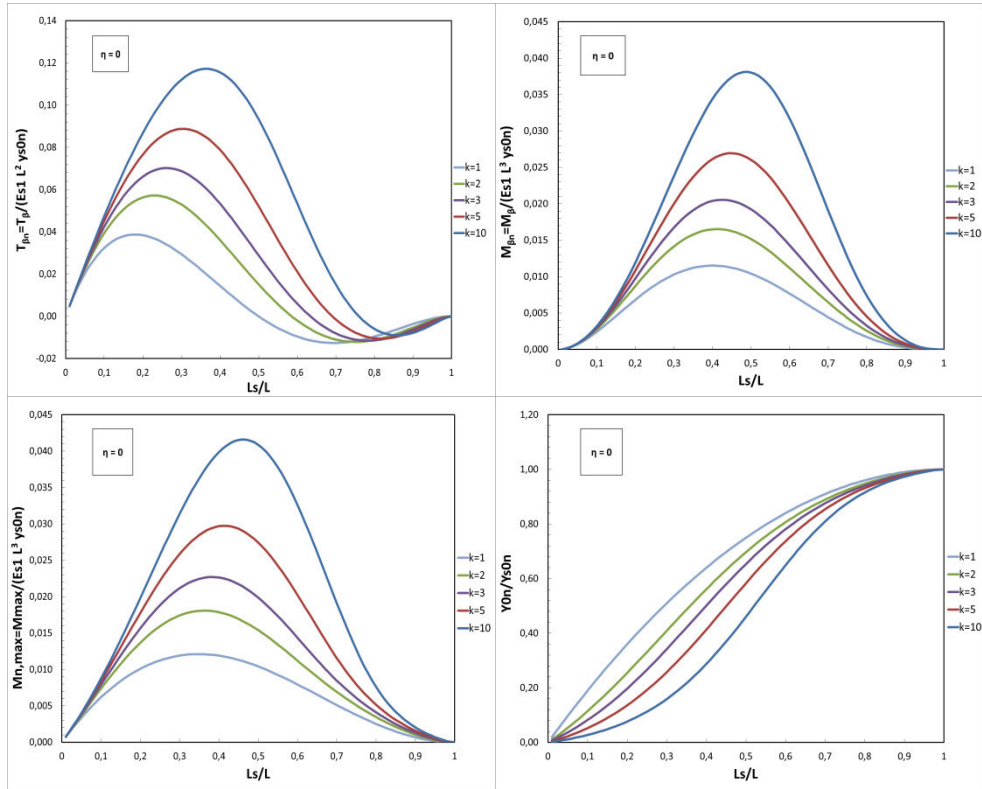 0,14
0,12
0,10
0,08
0,06
0,04
0,02
0,00
-0,02
Tβn=Tβ/(Es1 L² ys0n)
η = 0
k=1
k=2
k=3
k=5
k=10
0 0,1 0,2 0,3 0,4 0,5 0,6 0,7 0,8 0,9 1
Ls/L
0,045
0,040
0,035
0,030
0,025
0,020
0,015
0,010
0,005
0,000
Mβn=Mβ/(Es1 L³ ys0n)
η = 0
k=1
k=2
k=3
k=5
k=10
0 0,1 0,2 0,3 0,4 0,5 0,6 0,7 0,8 0,9 1
Ls/L
0,045
0,040
0,035
0,030
0,025
0,020
0,015
0,010
0,005
0,000
Mn,max=Mmax/(Es1 L³ ys0n)
η = 0
k=1
k=2
k=3
k=5
k=10
0 0,1 0,2 0,3 0,4 0,5 0,6 0,7 0,8 0,9 1
Ls/L
1,20
1,00
0,80
0,60
0,40
0,20
0,00
Y0n/Ys0n
η = 0
k=1
k=2
k=3
k=5
k=10
0 0,1 0,2 0,3 0,4 0,5 0,6 0,7 0,8 0,9 1
Ls/L